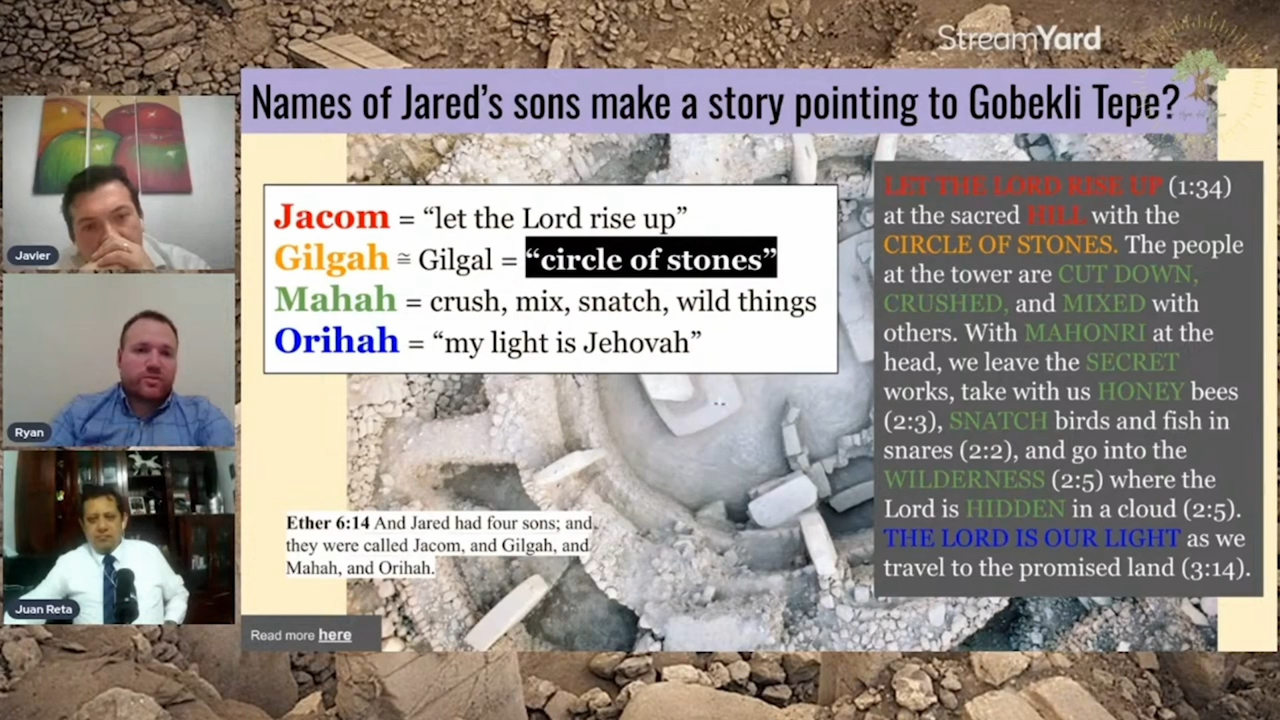 StreamYard
Names of Jared's sons make a story pointing to Gobekli Tepe?
Javier
Ryan
Juan Reta
Jacom = “let the Lord rise up”
Gilgah ≅ Gilgal = “circle of stones”
Mahah = crush, mix, snatch, wild things
Orihah = “my light is Jehovah”
Ether 6:14 And Jared had four sons; and
they were called Jacom, and Gilgah, and
Mahah, and Orihah.
Read more here
LET THE LORD RISE UP (1:34)
at the sacred HILL with the
CIRCLE OF STONES. The people
at the tower are CUT DOWN,
CRUSHED, and MIXED with
others. With MAHONRI at the
head, we leave the SECRET
works, take with us HONEY bees
(2:3), SNATCH birds and fish in
snares (2:2), and go into the
WILDERNESS (2:5) where the
Lord is HIDDEN in a cloud (2:5).
THE LORD IS OUR LIGHT as we
travel to the promised land (3:14).